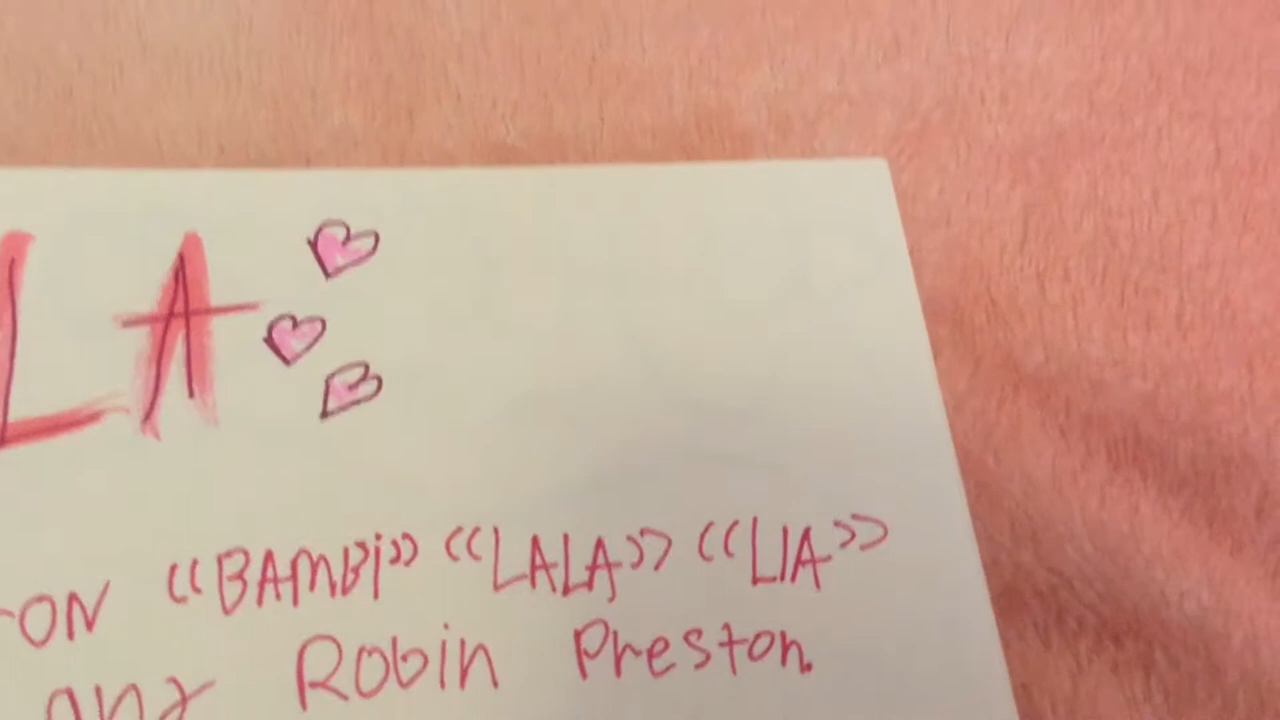 LA
ON ‹‹BAMBi›› ‹‹LALA›› ‹‹LIA››
Robin Preston.